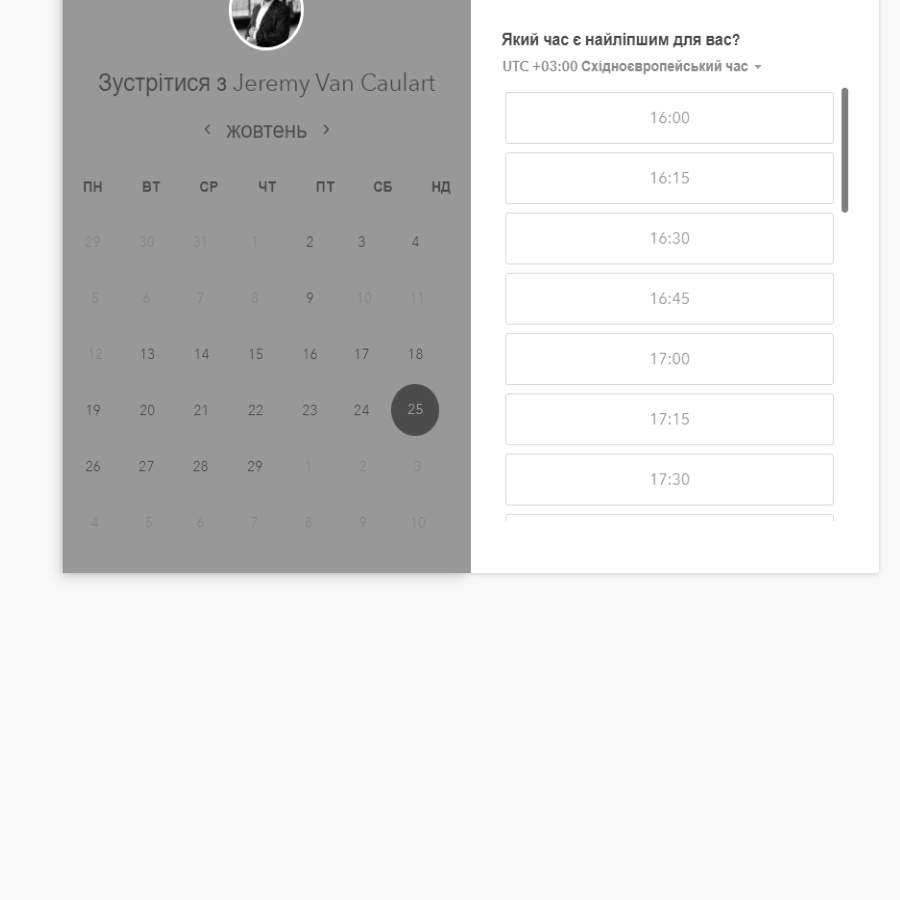 Зустрітися з Jeremy Van Caulart
жовтень
ПН ВТ СР ЧТ ПТ СБ НД
29 30 31 1 2 3 4
5 6 7 8 9 10 11
12 13 14 15 16 17 18
19 20 21 22 23 24 25
26 27 28 29 1 2 3
4 5 6 7 8 9 10
Який час є найліпшим для вас?
UTC +03:00 Східноєвропейський час
16:00
16:15
16:30
16:45
17:00
17:15
17:30